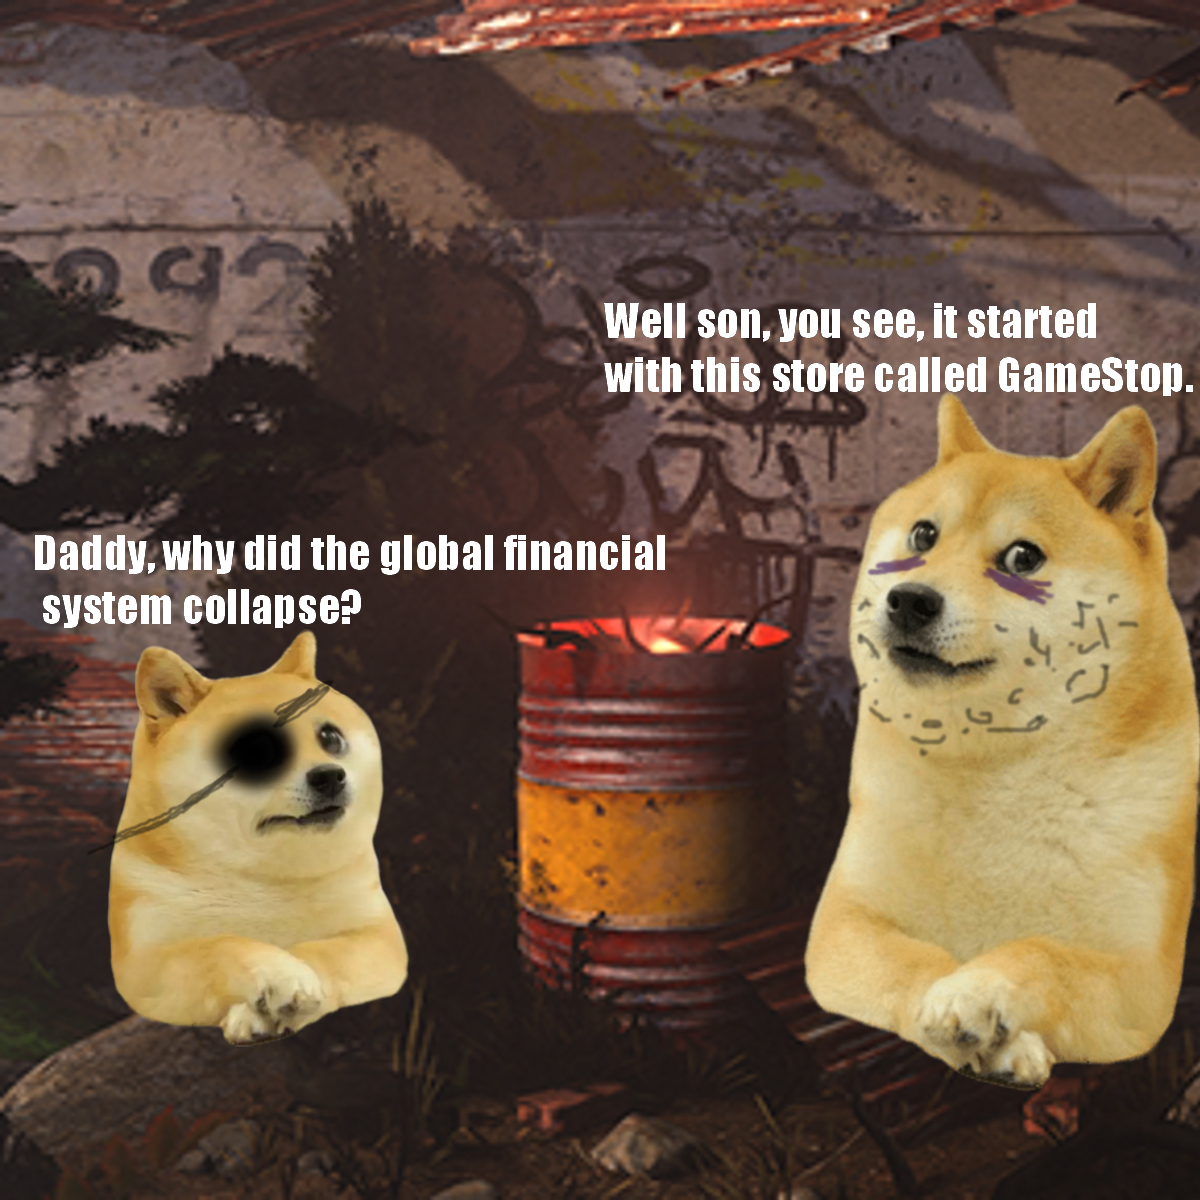 Well son, you see, it started
with this store called GameStop.
Daddy, why did the global financial
system collapse?